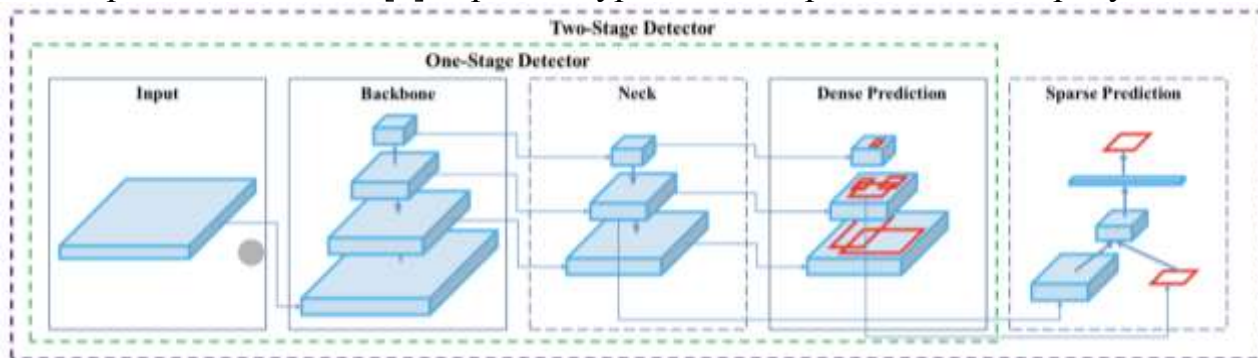 Two-Stage Detector
One-Stage Detector
Input
Backbone
Neck
Dense Prediction
Sparse Prediction